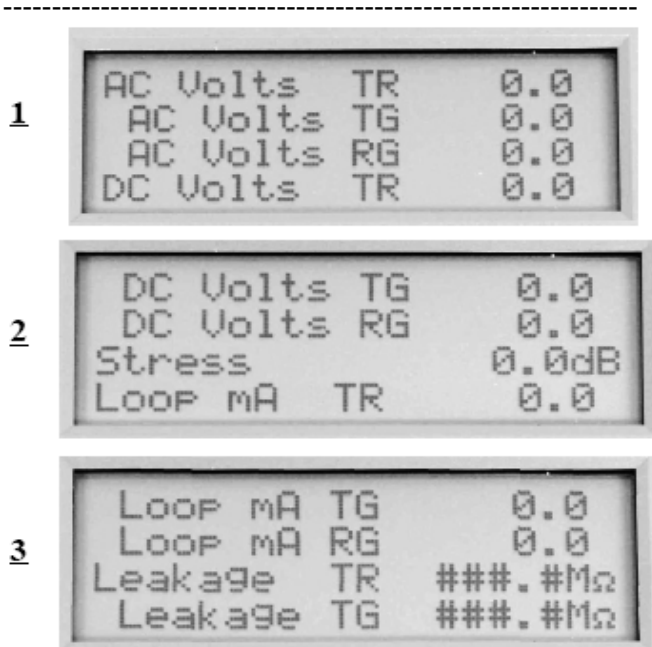 1
AC Volts TR 0.0
AC Volts TG 0.0
AC Volts RG 0.0
DC Volts TR 0.0
2
DC Volts TG 0.0
DC Volts RG 0.0
Stress 0.0dB
Loop mA TR 0.0
3
Loop mA TG 0.0
Loop mA RG 0.0
Leakage TR ###.#MΩ
Leakage TG ###.#MΩ